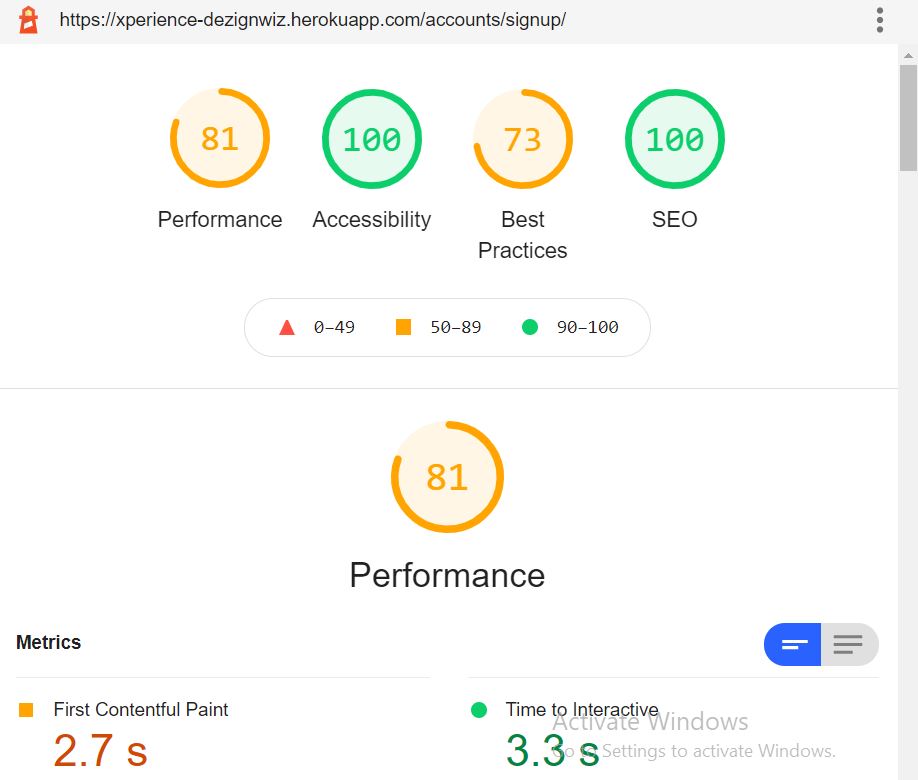 https://xperience-dezignwiz.herokuapp.com/accounts/signup/
81 100 73 100
Performance Accessibility Best Practices SEO
0–49 50–89 90–100
81
Performance
Metrics
First Contentful Paint Time to Interactive
2.7 s 3.3 s
Activate Windows
Go to Settings to activate Windows.